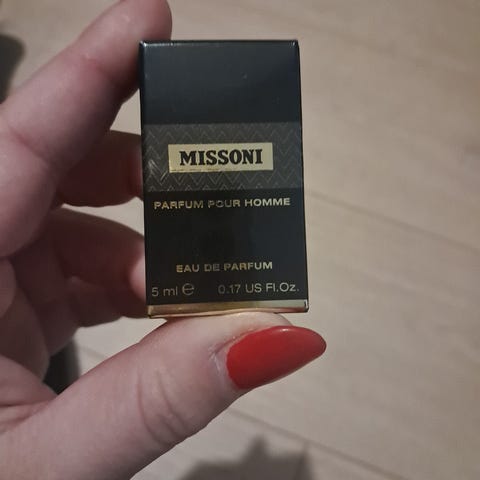 MISSONI
PARFUM POUR HOMME
EAU DE PARFUM
5 ml ℮ 0.17 US Fl.Oz.